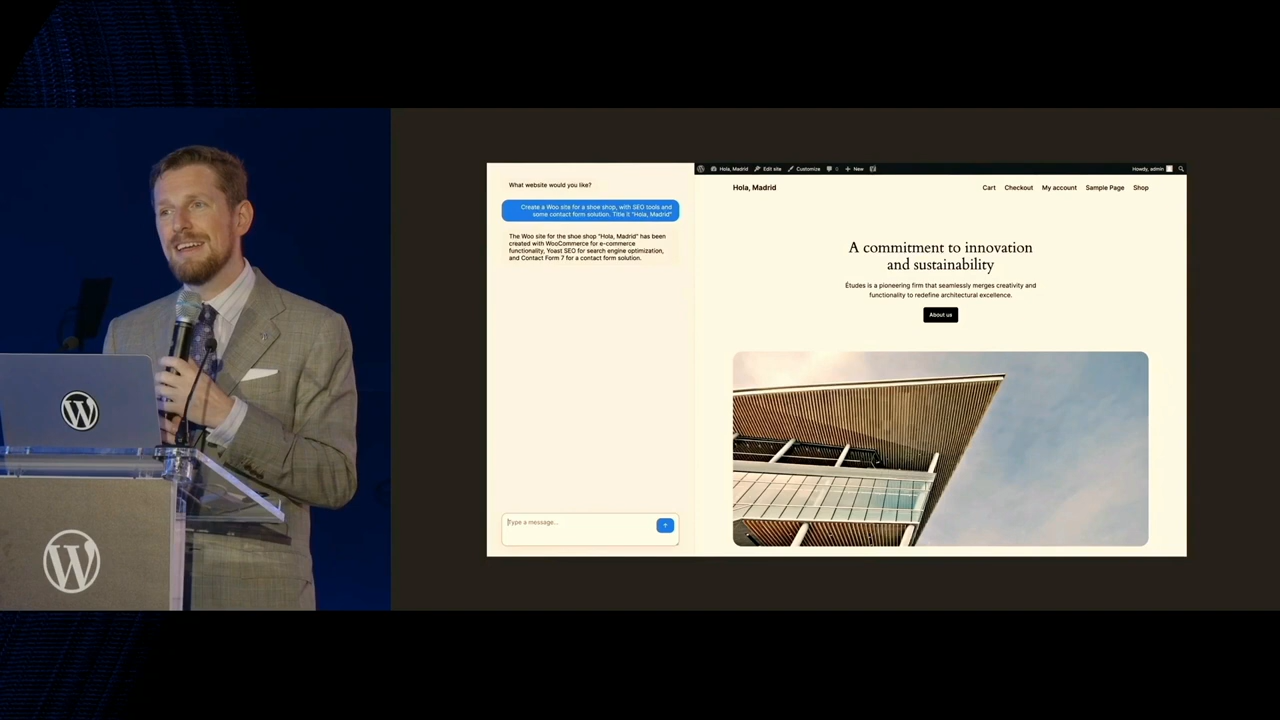 W
W
What website would you like?
Create a Woo site for a shoe shop, with SEO tools and
some contact form solution. Title it "Hola, Madrid"
The Woo site for the shoe shop "Hola, Madrid" has been
created with WooCommerce for e-commerce
functionality, Yoast SEO for search engine optimization,
and Contact Form 7 for a contact form solution.
Type a message...
Hola, Madrid Edit site Customize 0 New Howdy, admin
Hola, Madrid Cart Checkout My account Sample Page Shop
A commitment to innovation
and sustainability
Études is a pioneering firm that seamlessly merges creativity and
functionality to redefine architectural excellence.
About us